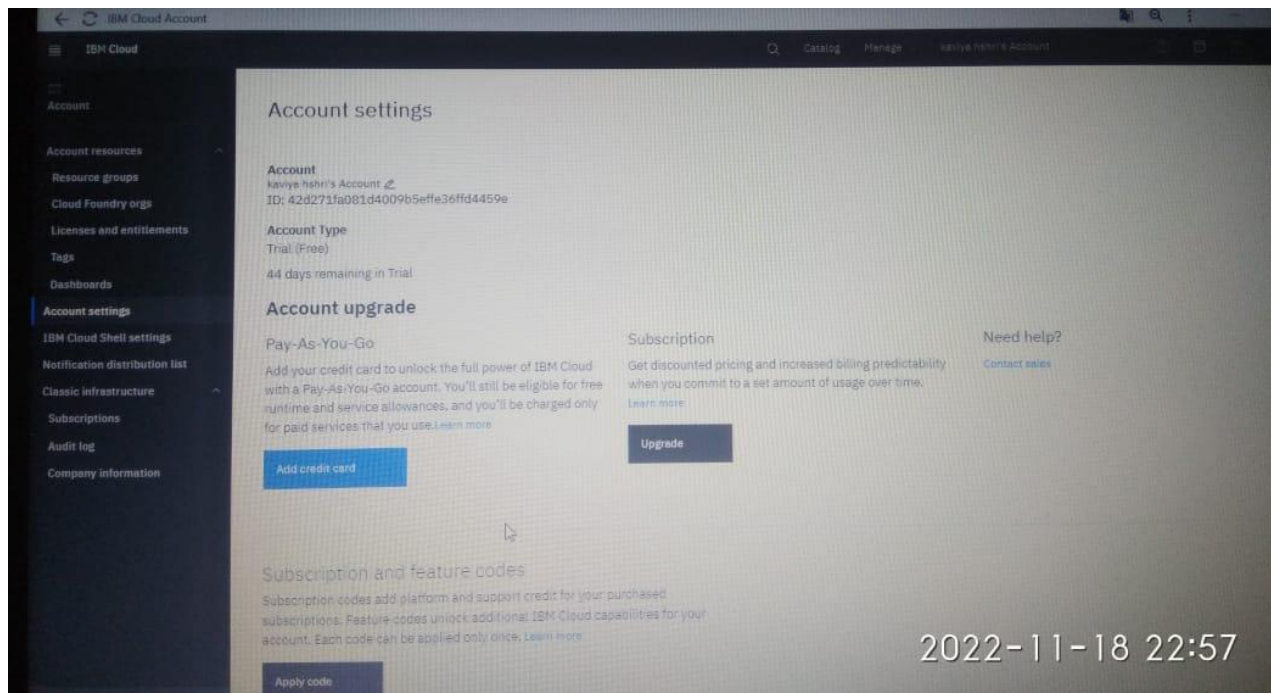 IBM Cloud Account
IBM Cloud
Catalog Manage kaviya hshri's Account
Account
Account resources
Resource groups
Cloud Foundry orgs
Licenses and entitlements
Tags
Dashboards
Account settings
IBM Cloud Shell settings
Notification distribution list
Classic infrastructure
Subscriptions
Audit log
Company information
Account settings
Account
kaviya hshri's Account
ID: 42d271fa081d4009b5effe36ffd4459e
Account Type
Trial (Free)
44 days remaining in Trial
Account upgrade
Pay-As-You-Go
Add your credit card to unlock the full power of IBM Cloud
with a Pay-As-You-Go account. You'll still be eligible for free
runtime and service allowances, and you'll be charged only
for paid services that you use.Learn more
Add credit card
Subscription
Get discounted pricing and increased billing predictability
when you commit to a set amount of usage over time.
Learn more
Upgrade
Need help?
Contact sales
Subscription and feature codes
Subscription codes add platform and support credit for your purchased
subscriptions. Feature codes unlock additional IBM Cloud capabilities for your
account. Each code can be applied only once. Learn more
Apply code
2022-11-18 22:57